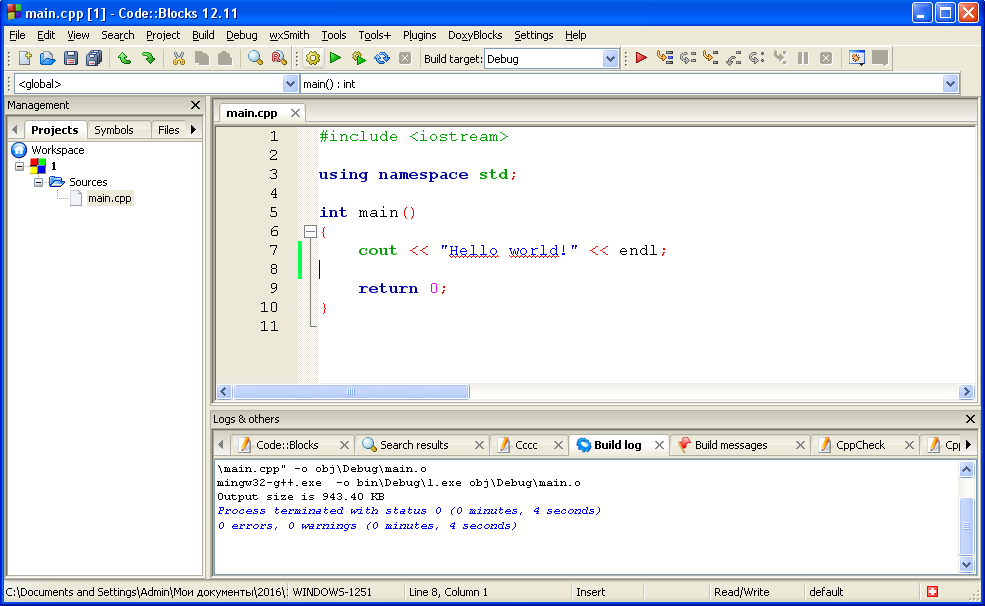 main.cpp [1] - Code::Blocks 12.11
File Edit View Search Project Build Debug wxSmith Tools Tools+ Plugins DoxyBlocks Settings Help
Build target: Debug
<global> main() : int
Management
Projects Symbols Files
Workspace
1
Sources
main.cpp
main.cpp
1 #include <iostream>
2
3 using namespace std;
4
5 int main()
6 {
7 cout << "Hello world!" << endl;
8
9 return 0;
10 }
11
Logs & others
Code::Blocks Search results Cccc Build log Build messages CppCheck
\main.cpp" -o obj\Debug\main.o
mingw32-g++.exe -o bin\Debug\1.exe obj\Debug\main.o
Output size is 943.40 KB
Process terminated with status 0 (0 minutes, 4 seconds)
0 errors, 0 warnings (0 minutes, 4 seconds)
C:\Documents and Settings\Admin\Мои документы\2016\ WINDOWS-1251 Line 8, Column 1 Insert Read/Write default